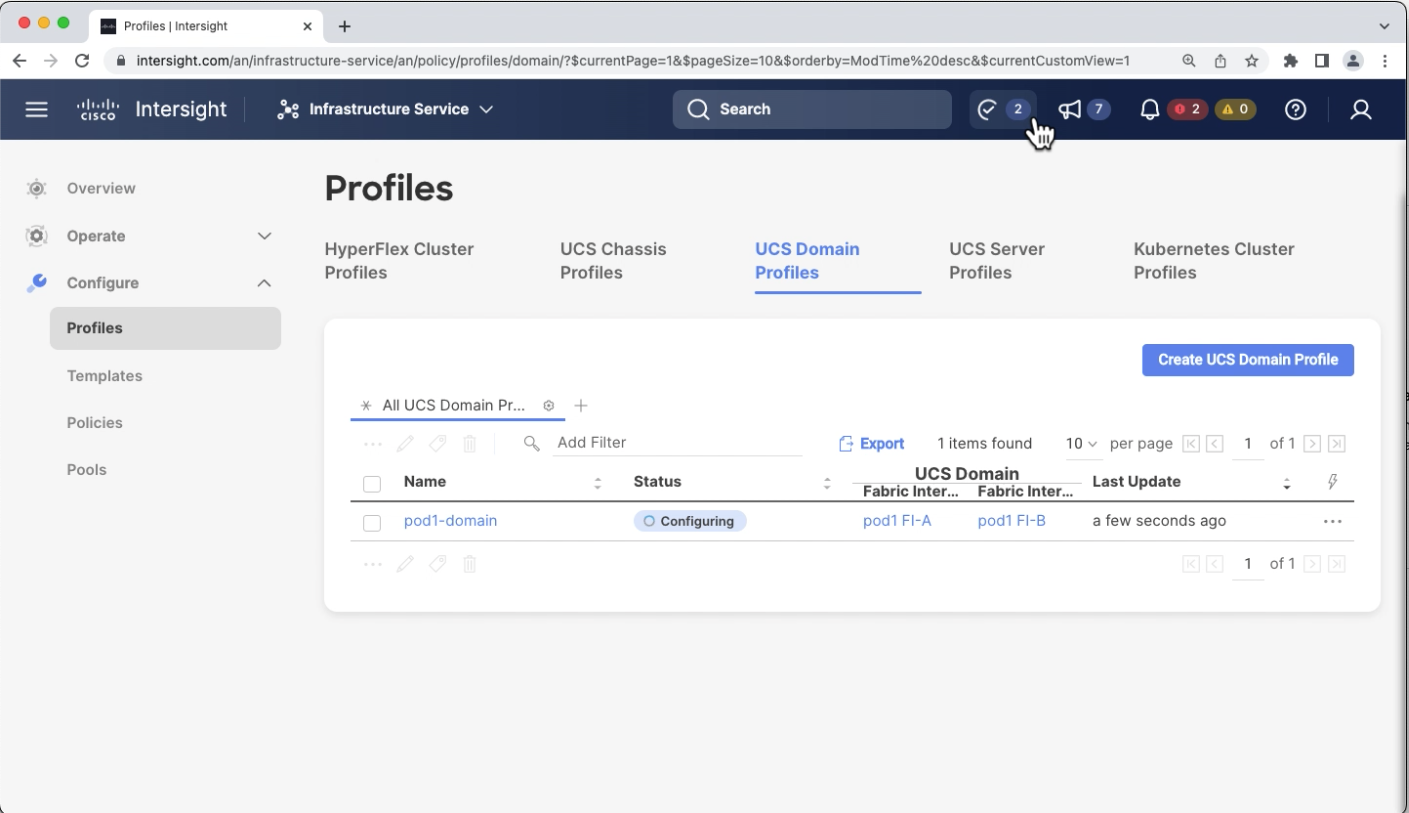 Profiles | Intersight
intersight.com/an/infrastructure-service/an/policy/profiles/domain/?$currentPage=1&$pageSize=10&$orderby=ModTime%20desc&$currentCustomView=1
cisco Intersight Infrastructure Service Search 2 7 2 0
Overview
Operate
Configure
Profiles
Templates
Policies
Pools
Profiles
HyperFlex Cluster
Profiles
UCS Chassis
Profiles
UCS Domain
Profiles
UCS Server
Profiles
Kubernetes Cluster
Profiles
Create UCS Domain Profile
All UCS Domain Pr...
Add Filter Export 1 items found 10 per page 1 of 1
UCS Domain
Name Status Fabric Inter... Fabric Inter... Last Update
pod1-domain Configuring pod1 FI-A pod1 FI-B a few seconds ago
1 of 1